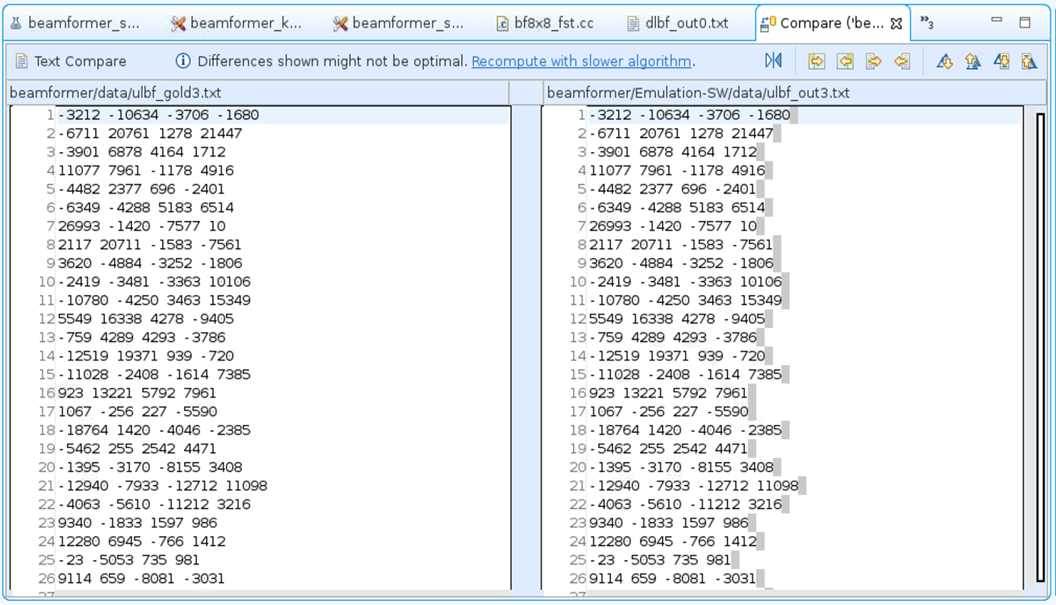 beamformer_s... beamformer_k... beamformer_s... bf8x8_fst.cc dlbf_out0.txt Compare ('be... »3
Text Compare Differences shown might not be optimal. Recompute with slower algorithm.
beamformer/data/ulbf_gold3.txt
1 -3212 -10634 -3706 -1680
2 -6711 20761 1278 21447
3 -3901 6878 4164 1712
4 11077 7961 -1178 4916
5 -4482 2377 696 -2401
6 -6349 -4288 5183 6514
7 26993 -1420 -7577 10
8 2117 20711 -1583 -7561
9 3620 -4884 -3252 -1806
10 -2419 -3481 -3363 10106
11 -10780 -4250 3463 15349
12 5549 16338 4278 -9405
13 -759 4289 4293 -3786
14 -12519 19371 939 -720
15 -11028 -2408 -1614 7385
16 923 13221 5792 7961
17 1067 -256 227 -5590
18 -18764 1420 -4046 -2385
19 -5462 255 2542 4471
20 -1395 -3170 -8155 3408
21 -12940 -7933 -12712 11098
22 -4063 -5610 -11212 3216
23 9340 -1833 1597 986
24 12280 6945 -766 1412
25 -23 -5053 735 981
26 9114 659 -8081 -3031
27
beamformer/Emulation-SW/data/ulbf_out3.txt
1 -3212 -10634 -3706 -1680
2 -6711 20761 1278 21447
3 -3901 6878 4164 1712
4 11077 7961 -1178 4916
5 -4482 2377 696 -2401
6 -6349 -4288 5183 6514
7 26993 -1420 -7577 10
8 2117 20711 -1583 -7561
9 3620 -4884 -3252 -1806
10 -2419 -3481 -3363 10106
11 -10780 -4250 3463 15349
12 5549 16338 4278 -9405
13 -759 4289 4293 -3786
14 -12519 19371 939 -720
15 -11028 -2408 -1614 7385
16 923 13221 5792 7961
17 1067 -256 227 -5590
18 -18764 1420 -4046 -2385
19 -5462 255 2542 4471
20 -1395 -3170 -8155 3408
21 -12940 -7933 -12712 11098
22 -4063 -5610 -11212 3216
23 9340 -1833 1597 986
24 12280 6945 -766 1412
25 -23 -5053 735 981
26 9114 659 -8081 -3031
27